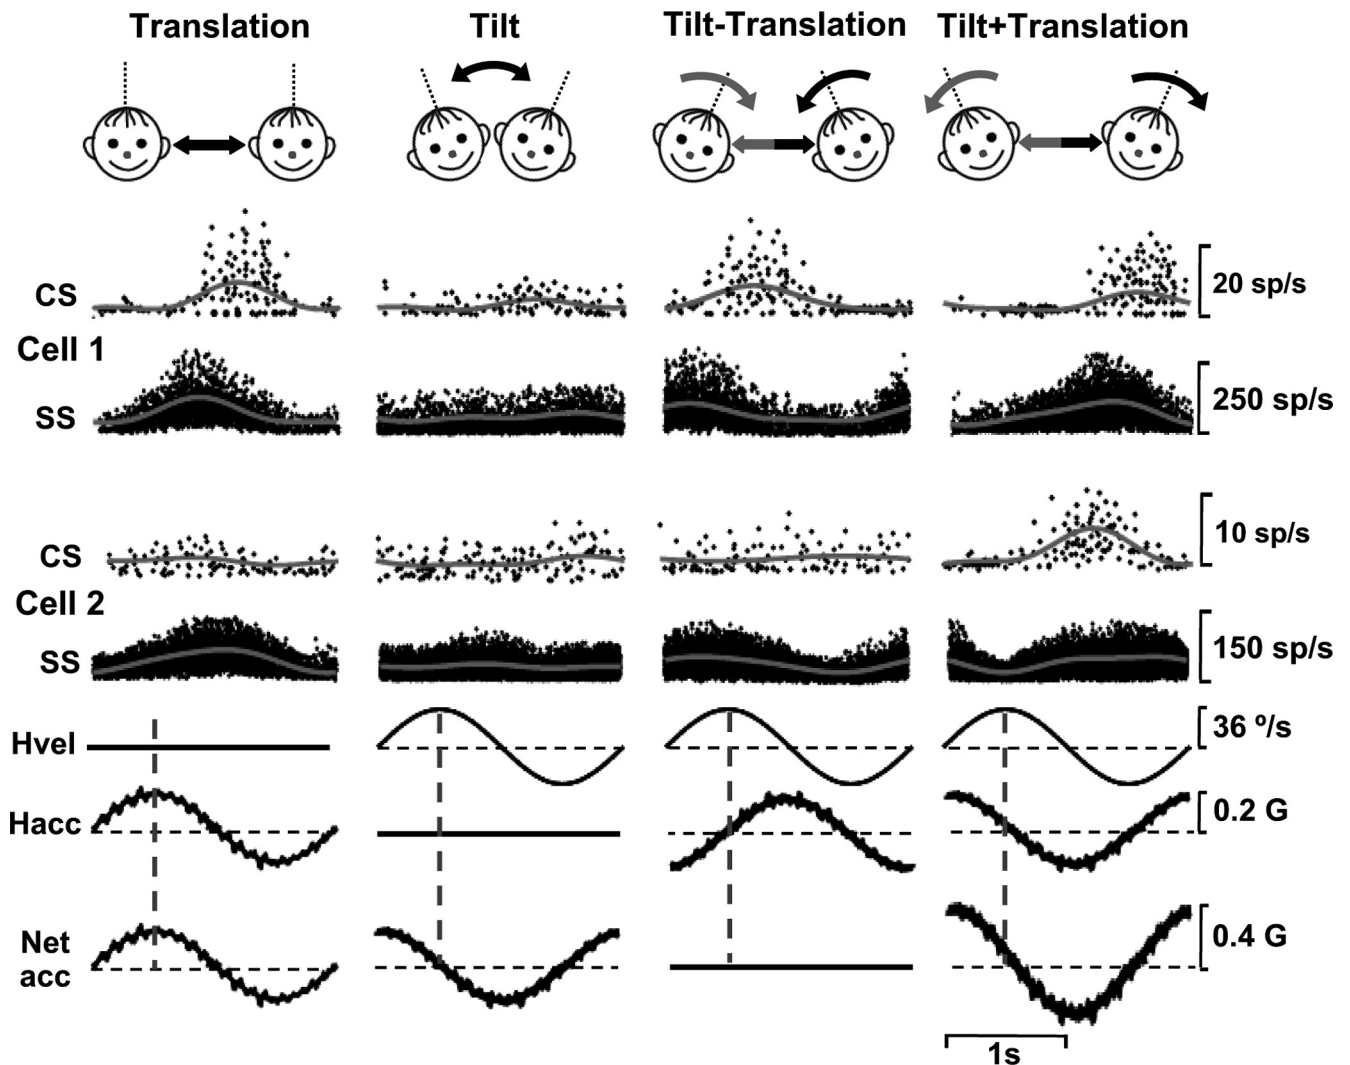 Translation Tilt Tilt-Translation Tilt+Translation
CS 20 sp/s
Cell 1
SS 250 sp/s
CS 10 sp/s
Cell 2
SS 150 sp/s
Hvel 36 º/s
Hacc 0.2 G
Net
acc 0.4 G
1s